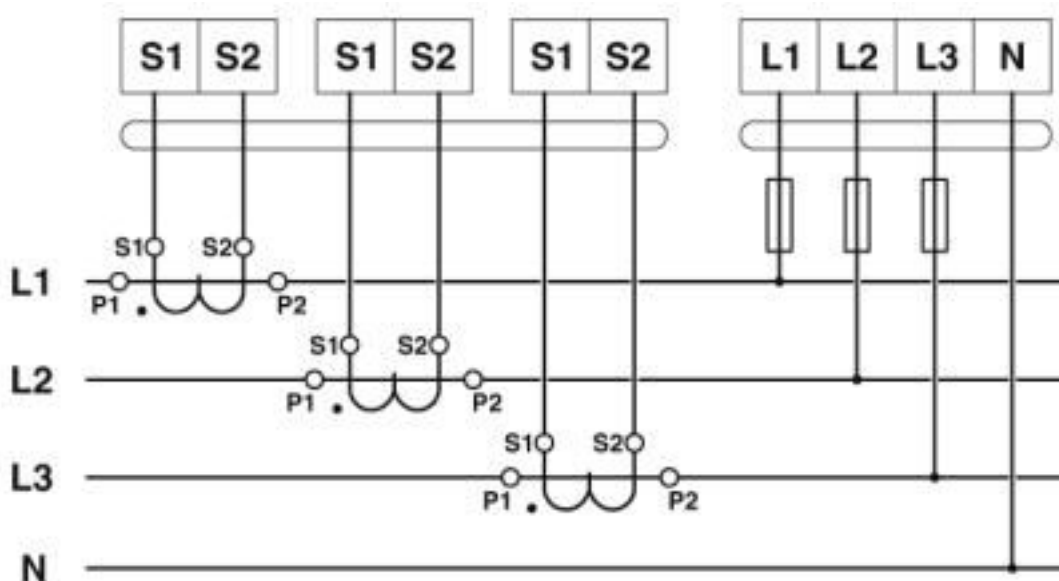 S1 S2 S1 S2 S1 S2 L1 L2 L3 N
S1 S2
L1
P1 P2
S1 S2
L2
P1 P2
S1 S2
L3
P1 P2
N